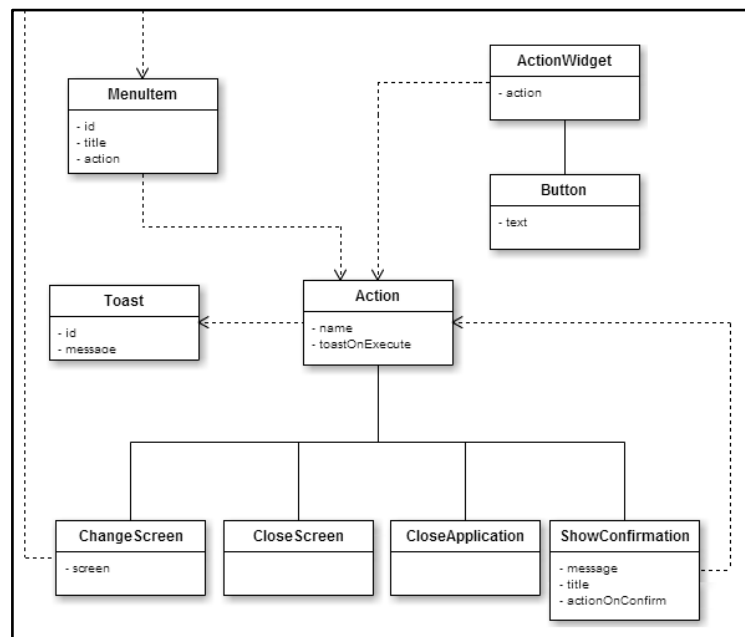 ActionWidget
- action
MenuItem
- id
- title
- action
Button
- text
Action
- name
- toastOnExecute
Toast
- id
- message
ChangeScreen
- screen
CloseScreen
CloseApplication
ShowConfirmation
- message
- title
- actionOnConfirm